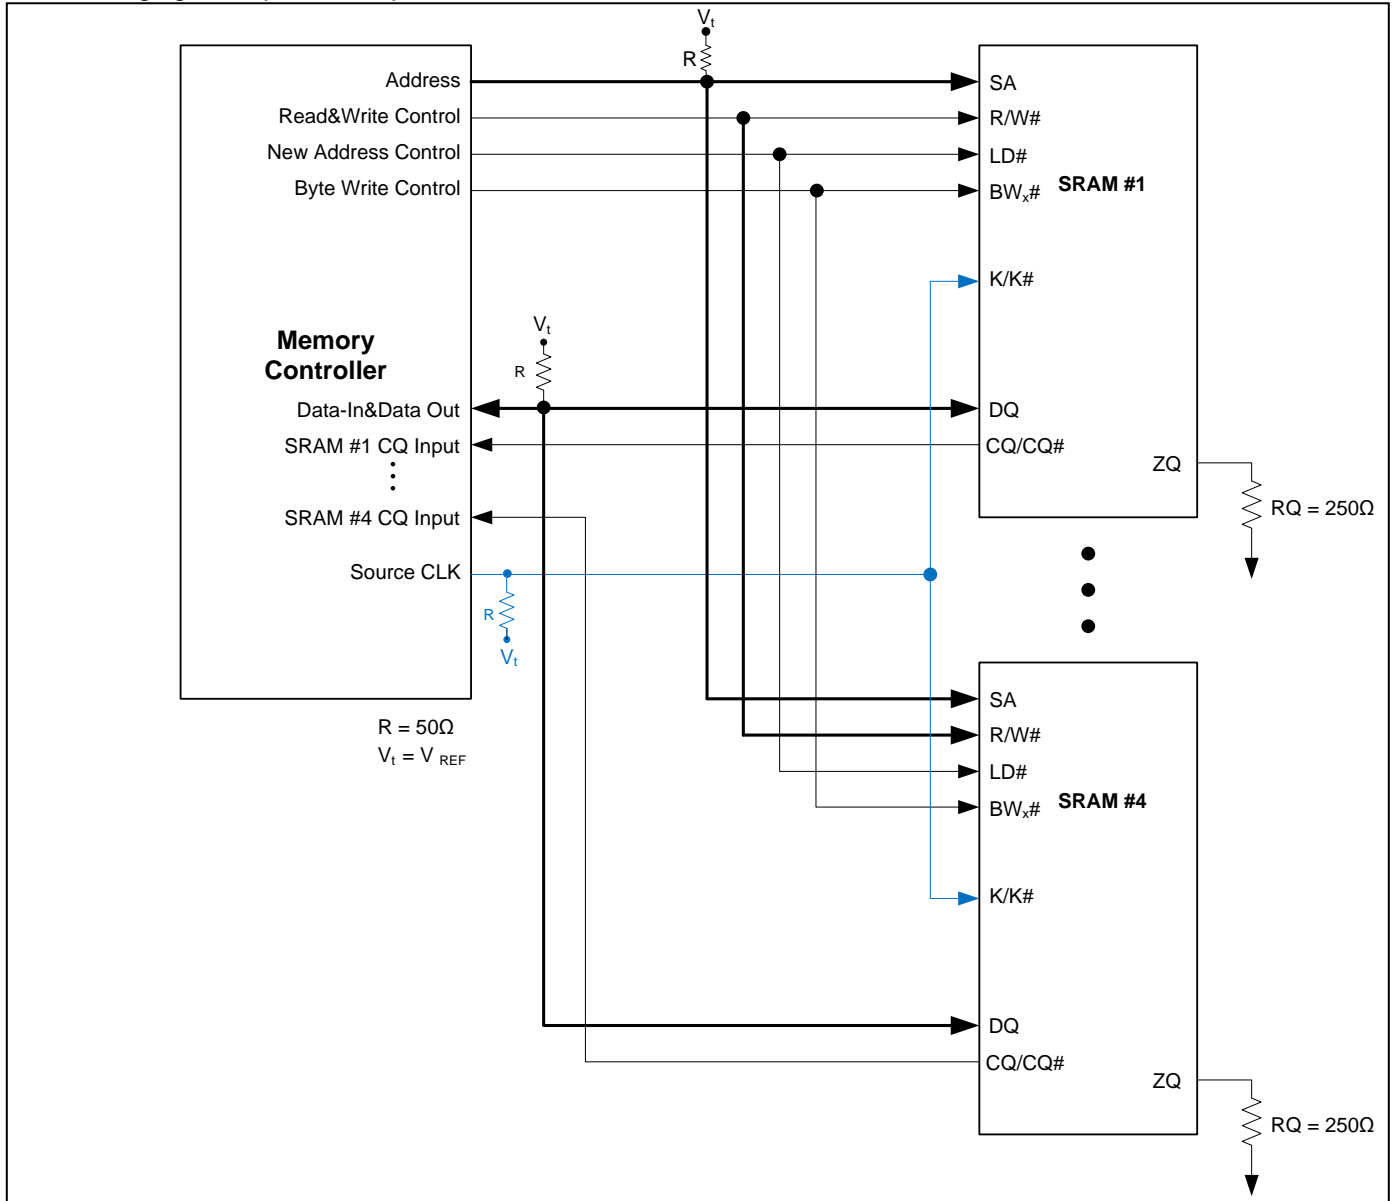 Vt
R
Address
Read&Write Control
New Address Control
Byte Write Control
SA
R/W#
LD#
BWx#
SRAM #1
K/K#
Vt
R
Memory
Controller
Data-In&Data Out
SRAM #1 CQ Input
SRAM #4 CQ Input
Source CLK
DQ
CQ/CQ#
ZQ
RQ = 250Ω
R
Vt
R = 50Ω
Vt = V REF
SA
R/W#
LD#
BWx#
SRAM #4
K/K#
DQ
CQ/CQ#
ZQ
RQ = 250Ω